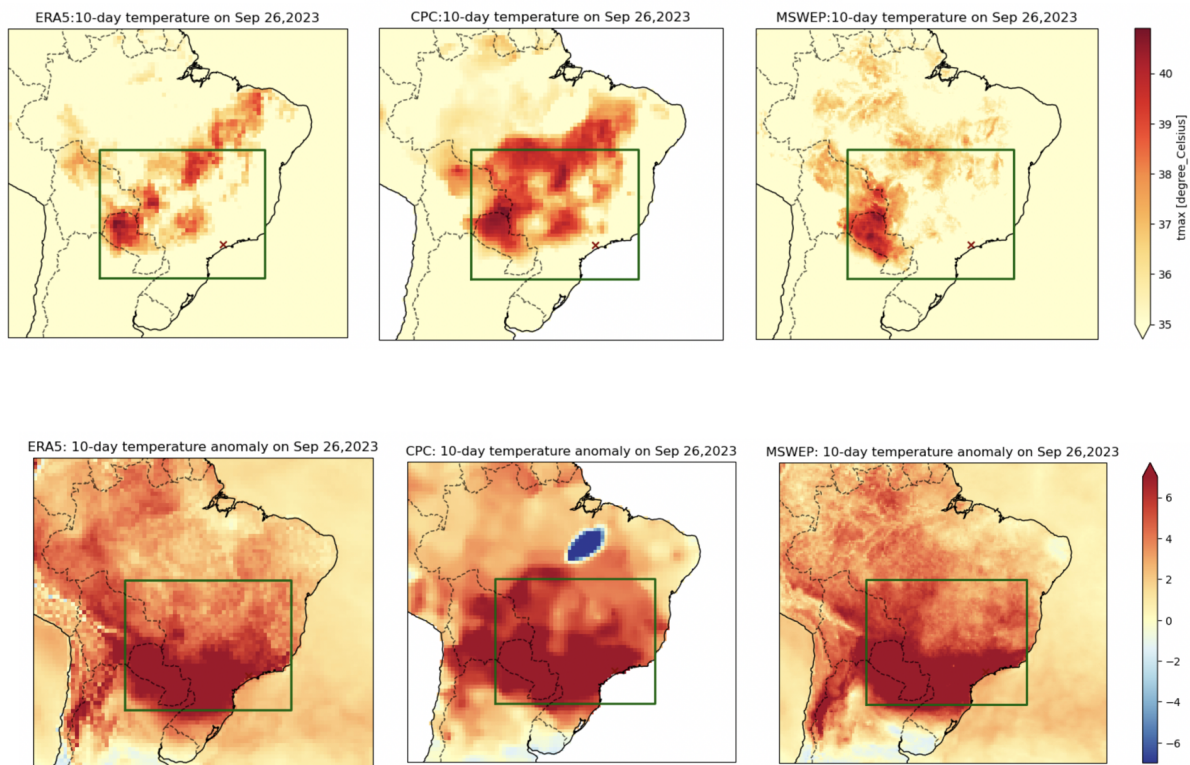 ERA5:10-day temperature on Sep 26,2023
CPC:10-day temperature on Sep 26,2023
MSWEP:10-day temperature on Sep 26,2023
40
39
38
37
36
35
tmax [degree_Celsius]
ERA5: 10-day temperature anomaly on Sep 26,2023
CPC: 10-day temperature anomaly on Sep 26,2023
MSWEP: 10-day temperature anomaly on Sep 26,2023
6
4
2
0
−2
−4
−6